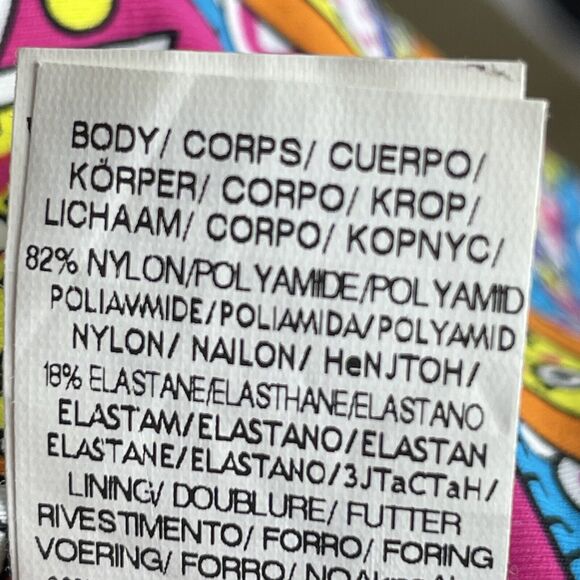 BODY/ CORPS/ CUERPO/
KÖRPER/ CORPO/ KROP/
LICHAAM/ CORPO/ KOPNYC/
82% NYLON/POLYAMIDE/POLYAMID
POLIAVMIDE/POLIAMIDA/POLYAMID
NYLON/ NAILON/ HeNJTOH/
18% ELASTANE/ELASTHANE/ELASTANO
ELASTAM/ELASTANO/ELASTAN
ELASTANE/ELASTANO/3JTaCTaH/
LINING/ DOUBLURE/ FUTTER
RIVESTIMENTO/ FORRO/ FORING
VOERING/ FORRO/